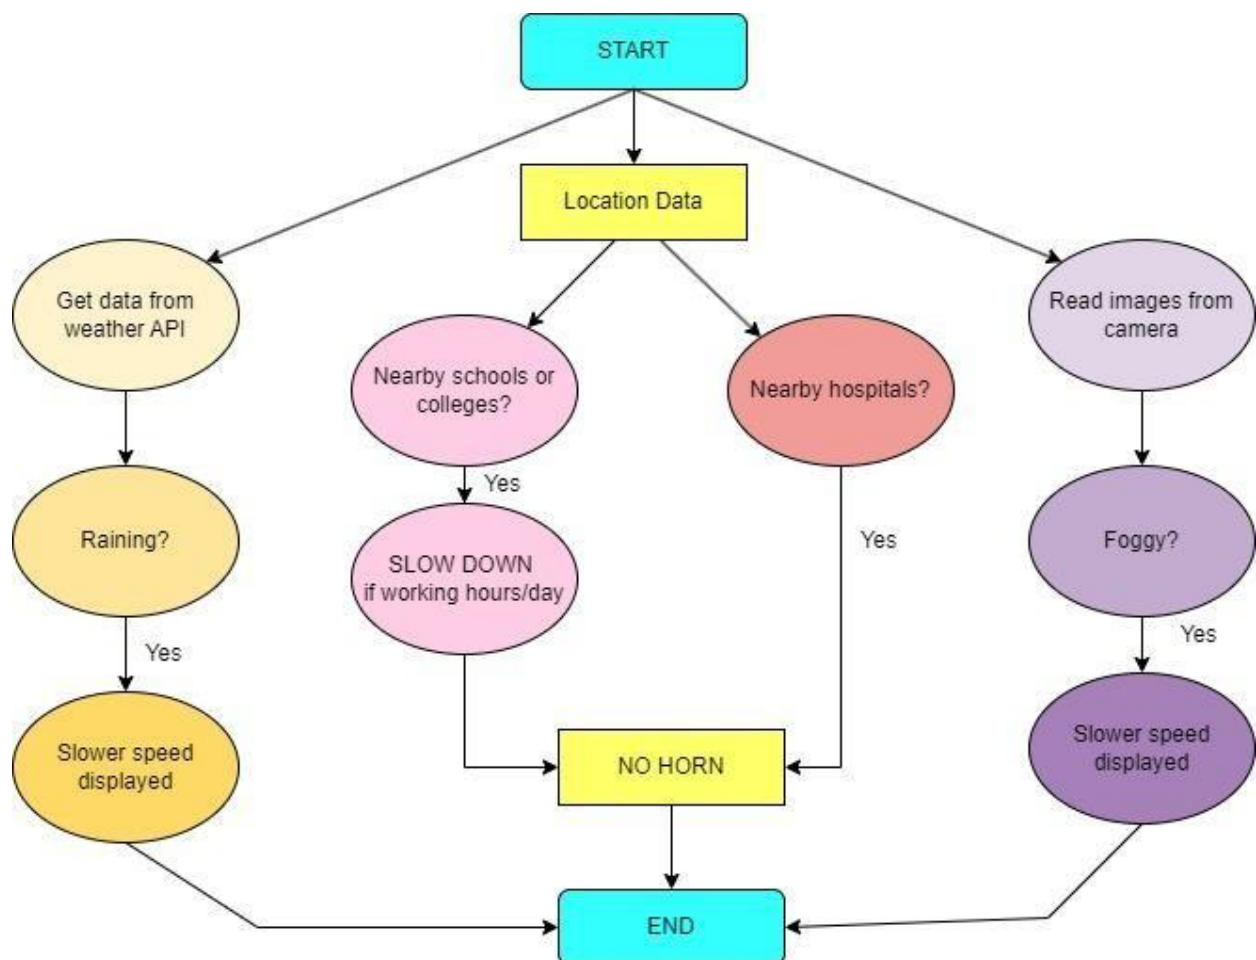 START
Location Data
Get data from
weather API
Nearby schools or
colleges?
Nearby hospitals?
Read images from
camera
Yes
Raining?
SLOW DOWN
if working hours/day
Yes
Foggy?
Yes
Yes
Slower speed
displayed
NO HORN
Slower speed
displayed
END